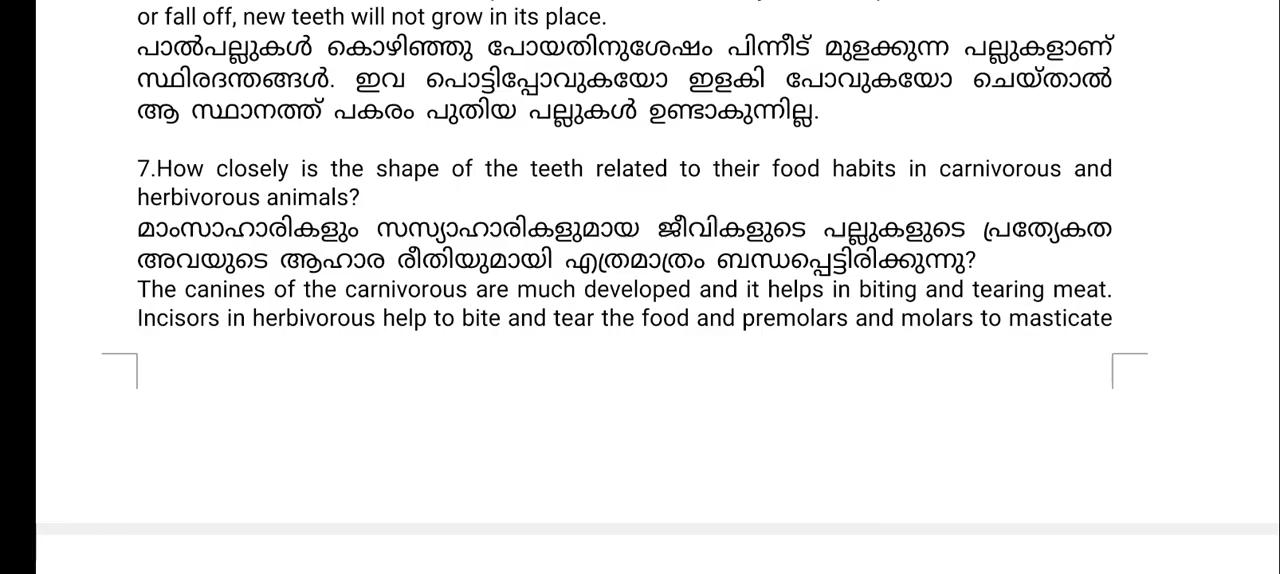 or fall off, new teeth will not grow in its place.
പാൽപല്ലുകൾ കൊഴിഞ്ഞു പോയതിനുശേഷം പിന്നീട് മുളക്കുന്ന പല്ലുകളാണ്
സ്ഥിരദന്തങ്ങൾ. ഇവ പൊട്ടിപ്പോവുകയോ ഇളകി പോവുകയോ ചെയ്താൽ
ആ സ്ഥാനത്ത് പകരം പുതിയ പല്ലുകൾ ഉണ്ടാകുന്നില്ല.
7.How closely is the shape of the teeth related to their food habits in carnivorous and
herbivorous animals?
മാംസാഹാരികളും സസ്യാഹാരികളുമായ ജീവികളുടെ പല്ലുകളുടെ പ്രത്യേകത
അവയുടെ ആഹാര രീതിയുമായി എത്രമാത്രം ബന്ധപ്പെട്ടിരിക്കുന്നു?
The canines of the carnivorous are much developed and it helps in biting and tearing meat.
Incisors in herbivorous help to bite and tear the food and premolars and molars to masticate